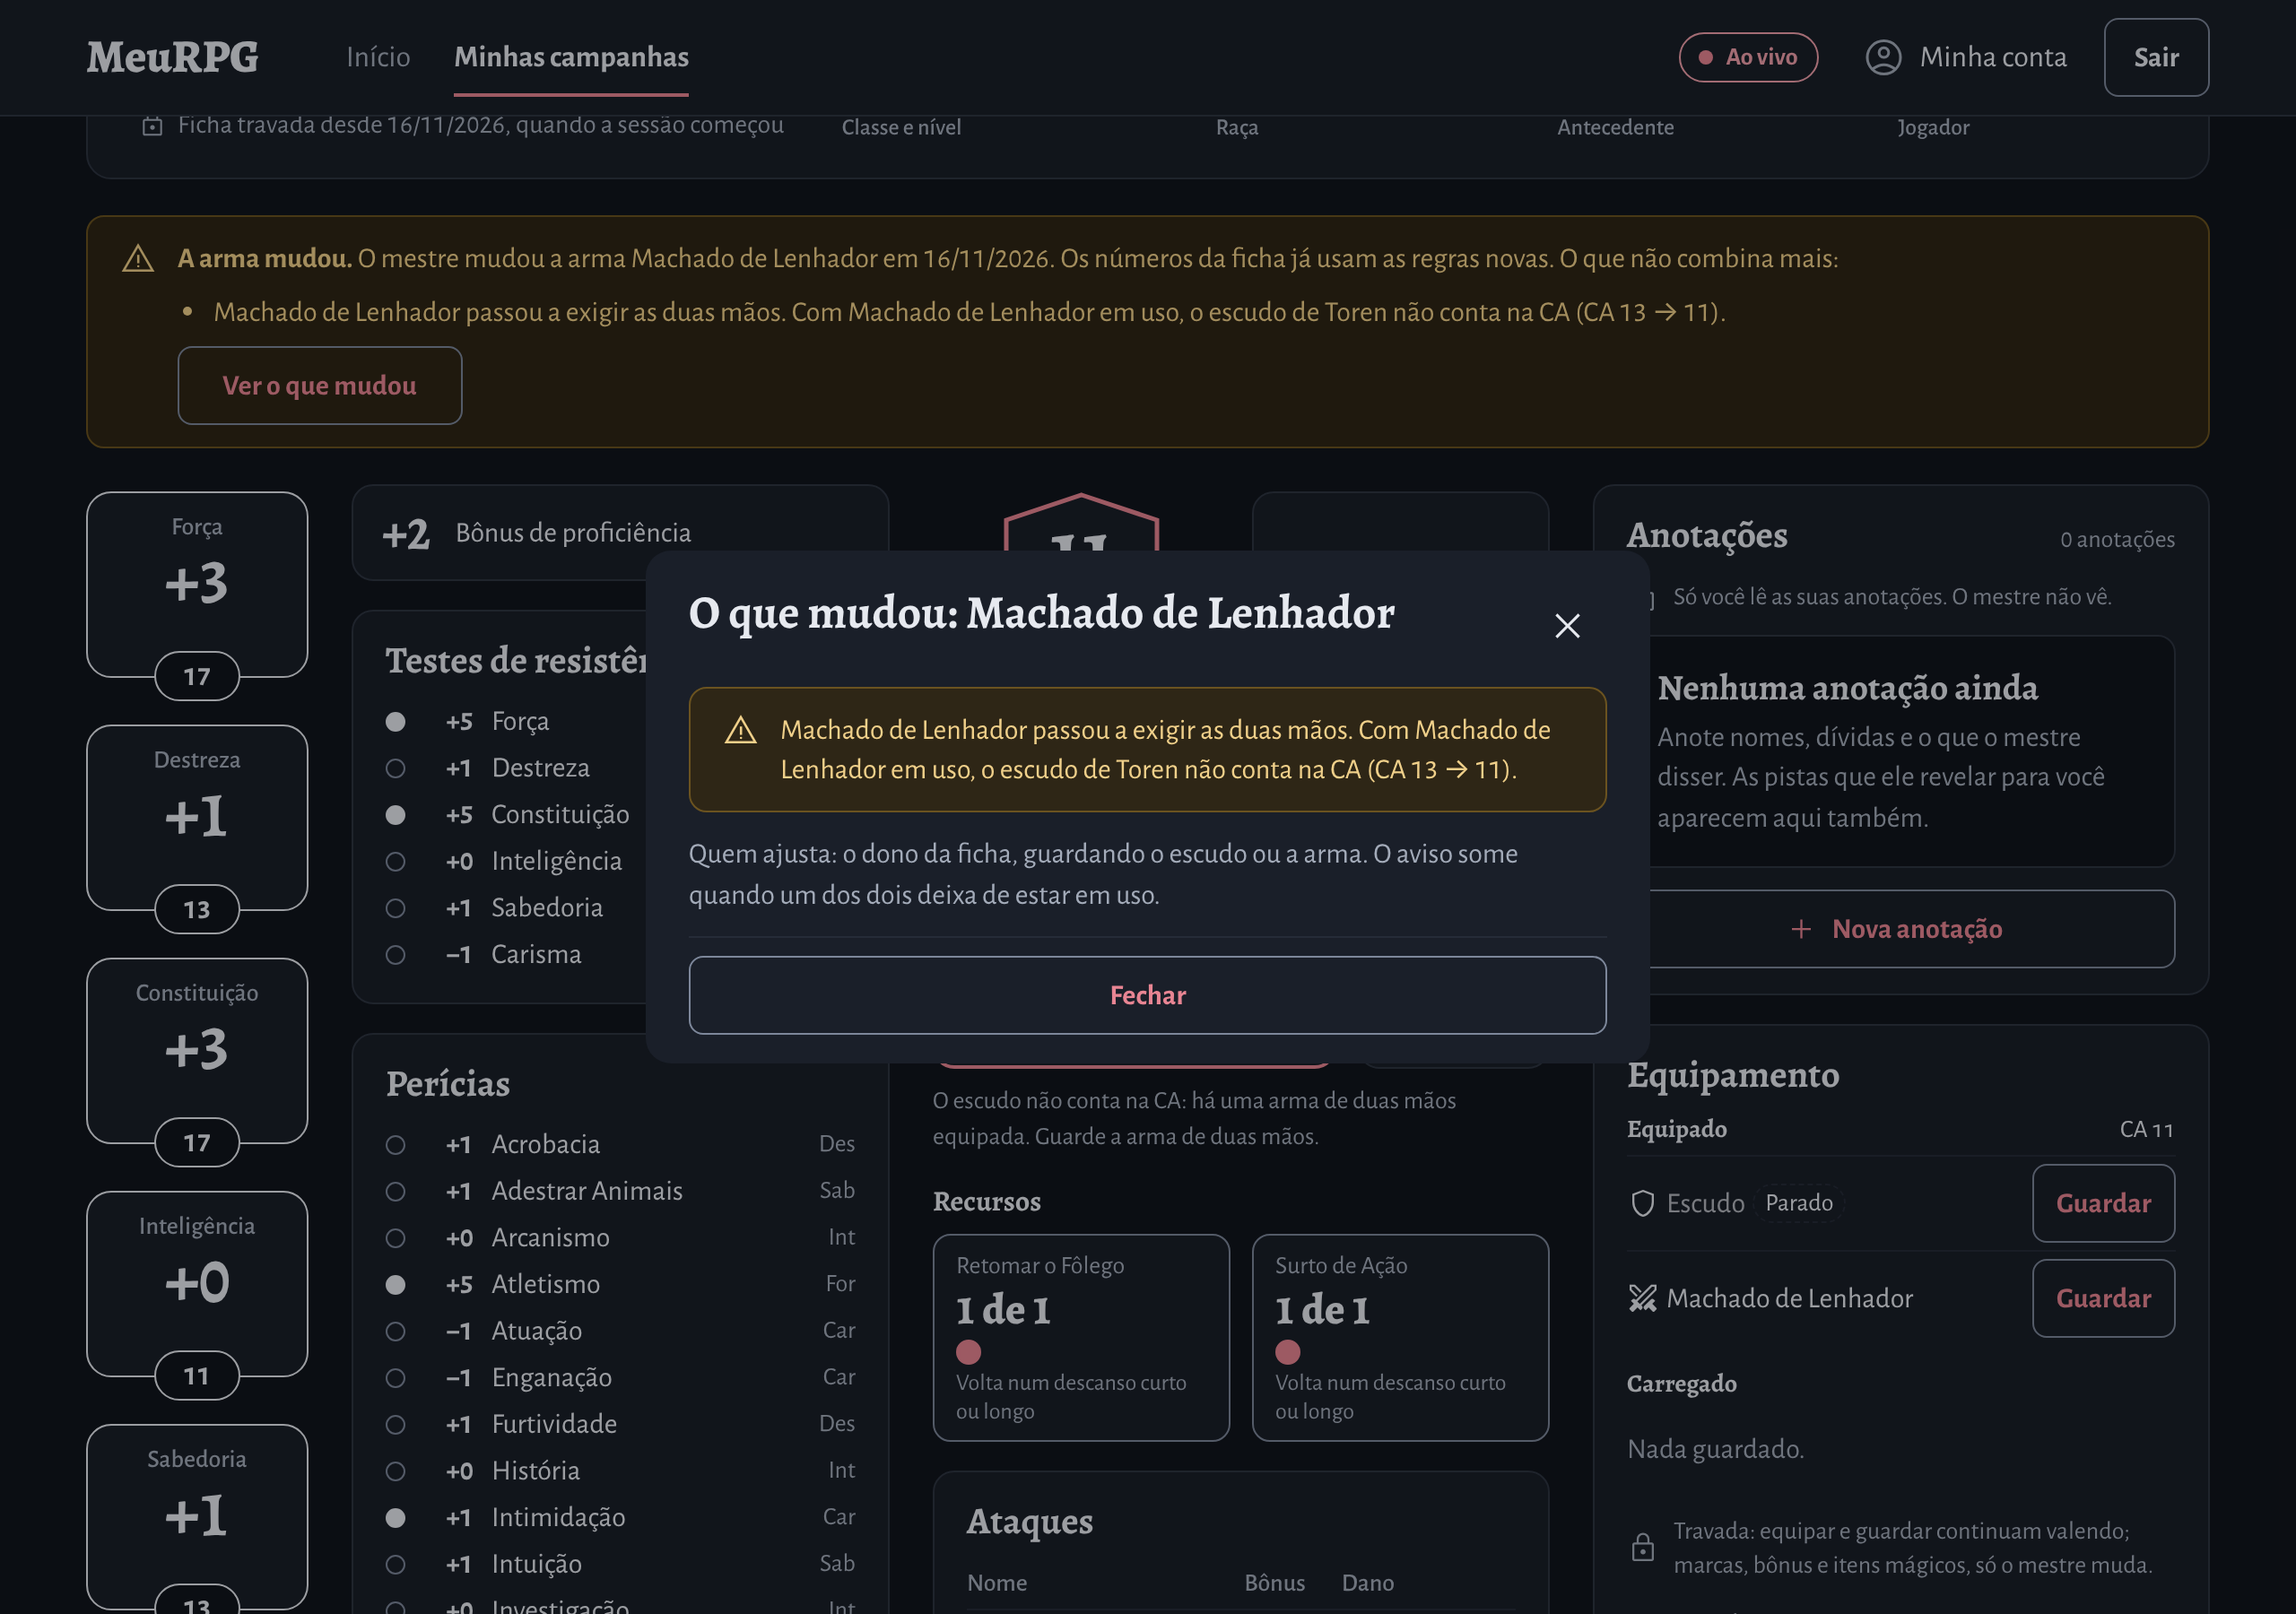 MeuRPG
Início
Minhas campanhas
Ao vivo
Minha conta
Sair
Ficha travada desde 16/11/2026, quando a sessão começou
Classe e nível
Raça
Antecedente
Jogador
A arma mudou. O mestre mudou a arma Machado de Lenhador em 16/11/2026. Os números da ficha já usam as regras novas. O que não combina mais:
• Machado de Lenhador passou a exigir as duas mãos. Com Machado de Lenhador em uso, o escudo de Toren não conta na CA (CA 13 → 11).
Ver o que mudou
Força
+3
17
Destreza
+1
13
Constituição
+3
17
Inteligência
+0
11
Sabedoria
+1
13
+2 Bônus de proficiência
+5 Força
+1 Destreza
+5 Constituição
+0 Inteligência
+1 Sabedoria
−1 Carisma
Testes de
Perícias
+1 Acrobacia Des
+1 Adestrar Animais Sab
+0 Arcanismo Int
+5 Atletismo For
−1 Atuação Car
−1 Enganação Car
+1 Furtividade Des
+0 História Int
+1 Intimidação Car
+1 Intuição Sab
+0 Investigação Int
O que mudou: Machado de Lenhador
Machado de Lenhador passou a exigir as duas mãos. Com Machado de
Lenhador em uso, o escudo de Toren não conta na CA (CA 13 → 11).
Quem ajusta: o dono da ficha, guardando o escudo ou a arma. O aviso some
quando um dos dois deixa de estar em uso.
Fechar
O escudo não conta na CA: há uma arma de duas mãos
equipada. Guarde a arma de duas mãos.
Recursos
Retomar o Fôlego
1 de 1
Volta num descanso curto
ou longo
Surto de Ação
1 de 1
Volta num descanso curto
ou longo
Ataques
Nome Bônus Dano
Anotações
0 anotações
Só você lê as suas anotações. O mestre não vê.
Nenhuma anotação ainda
Anote nomes, dívidas e o que o mestre
disser. As pistas que ele revelar para você
aparecem aqui também.
+ Nova anotação
Equipamento
Equipado CA 11
Escudo Parado Guardar
Machado de Lenhador Guardar
Carregado
Nada guardado.
Travada: equipar e guardar continuam valendo;
marcas, bônus e itens mágicos, só o mestre muda.